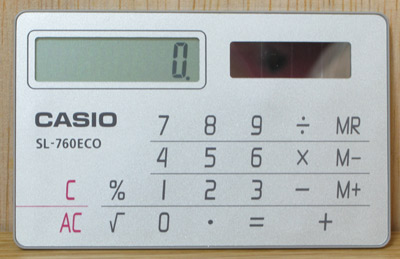 0.
CASIO
SL-760ECO
7 8 9 ÷ MR
4 5 6 × M-
C % 1 2 3 - M+
AC √ 0 · = +